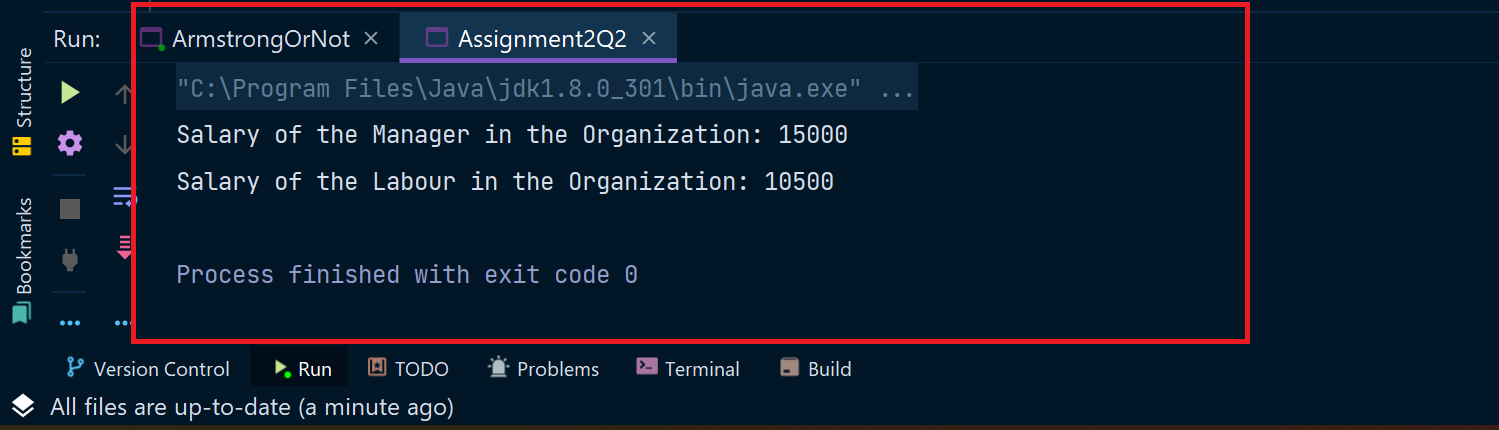 Run: ArmstrongOrNot × Assignment2Q2 ×
Structure
Bookmarks
"C:\Program Files\Java\jdk1.8.0_301\bin\java.exe" ...
Salary of the Manager in the Organization: 15000
Salary of the Labour in the Organization: 10500
Process finished with exit code 0
Version Control Run TODO Problems Terminal Build
All files are up-to-date (a minute ago)